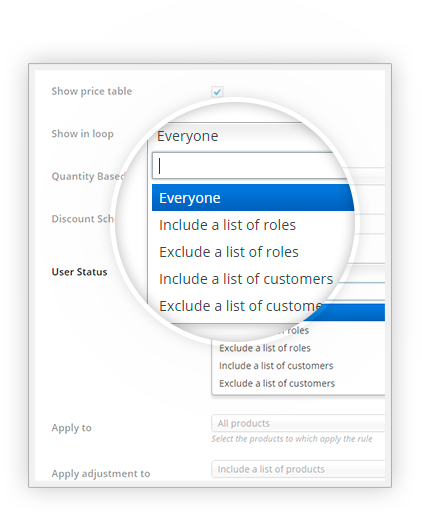 Show price table
Show in loop
Everyone
Quantity Based
Everyone
Discount Sch
Include a list of roles
Exclude a list of roles
User Status
Include a list of customers
Exclude a list of custome
of roles
Exclude a list of roles
Include a list of customers
Exclude a list of customers
Apply to
All products
Select the products to which apply the rule
Apply adjustment to
Include a list of products